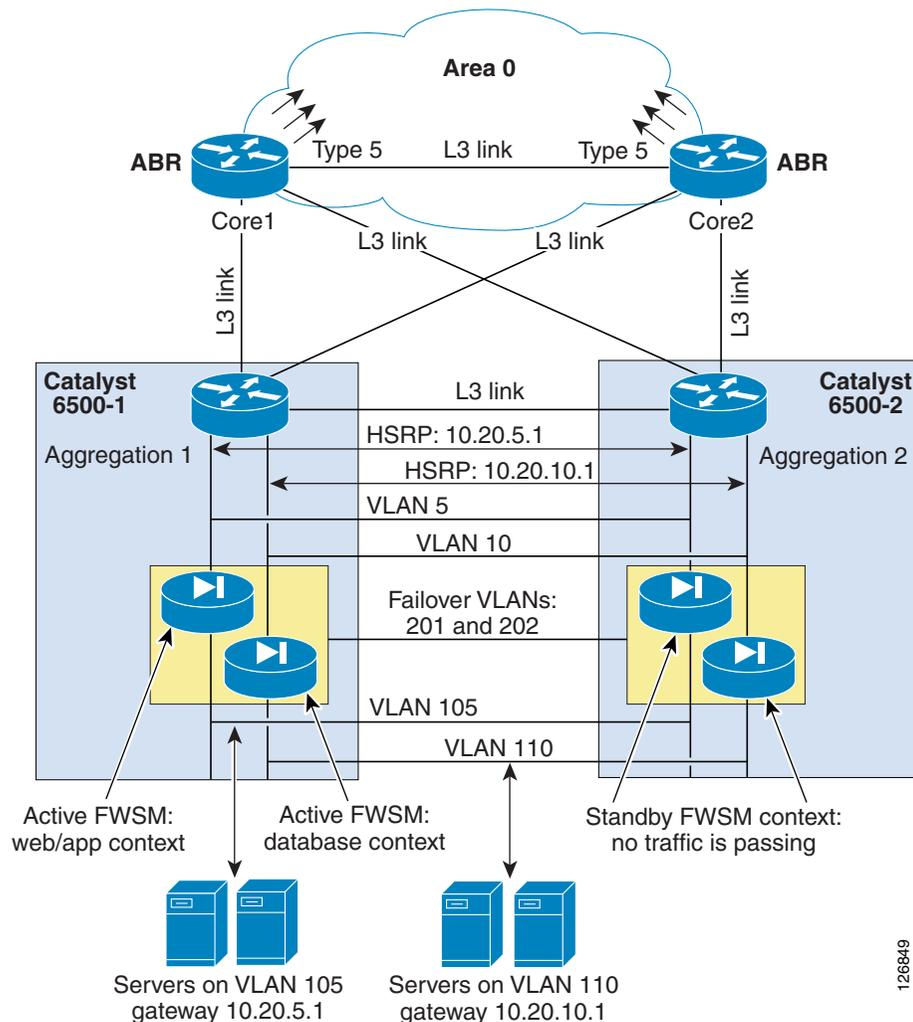 Area 0
Type 5
L3 link
Type 5
ABR
ABR
Core1
Core2
L3 link
L3 link
L3 link
L3 link
Catalyst
6500-1
Catalyst
6500-2
L3 link
HSRP: 10.20.5.1
Aggregation 1
Aggregation 2
HSRP: 10.20.10.1
VLAN 5
VLAN 10
Failover VLANs:
201 and 202
VLAN 105
VLAN 110
Active FWSM:
web/app context
Active FWSM:
database context
Standby FWSM context:
no traffic is passing
Servers on VLAN 105
gateway 10.20.5.1
Servers on VLAN 110
gateway 10.20.10.1
126849